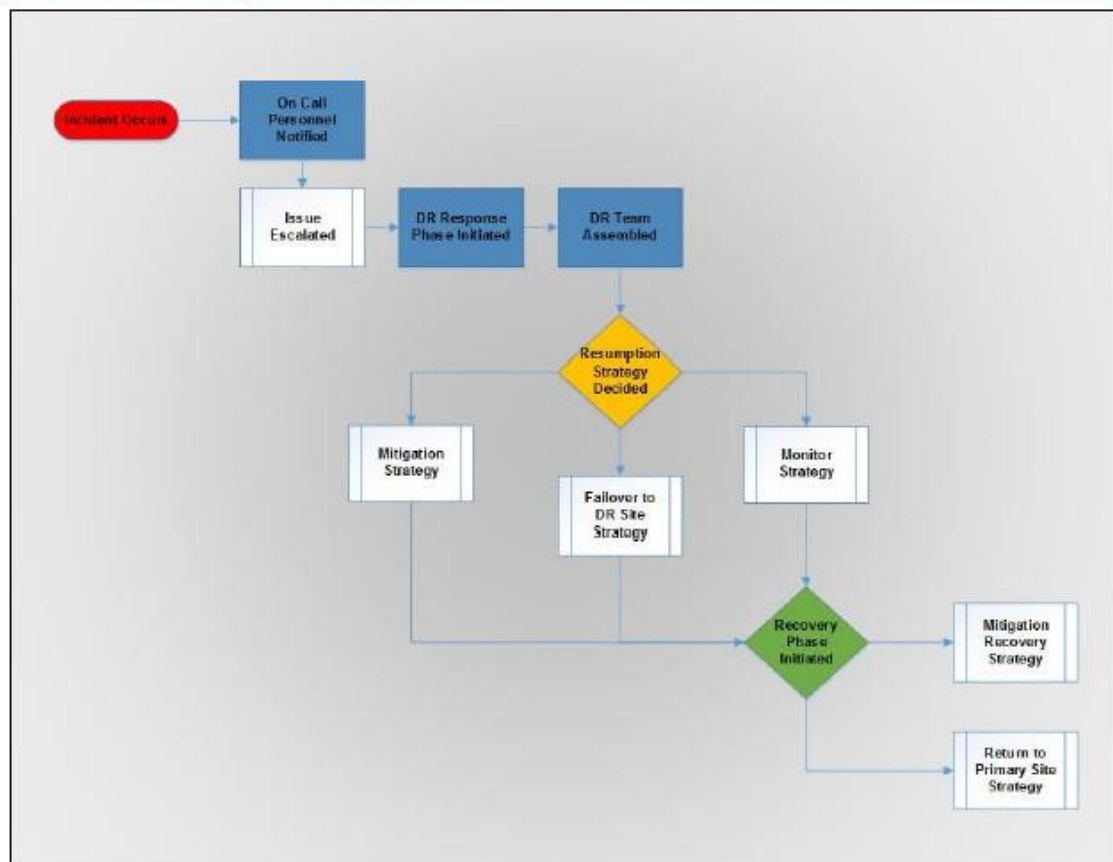 Incident Occurs
On Call
Personnel
Notified
Issue
Escalated
DR Response
Phase Initiated
DR Team
Assembled
Resumption
Strategy
Decided
Mitigation
Strategy
Failover to
DR Site
Strategy
Monitor
Strategy
Recovery
Phase
Initiated
Mitigation
Recovery
Strategy
Return to
Primary Site
Strategy